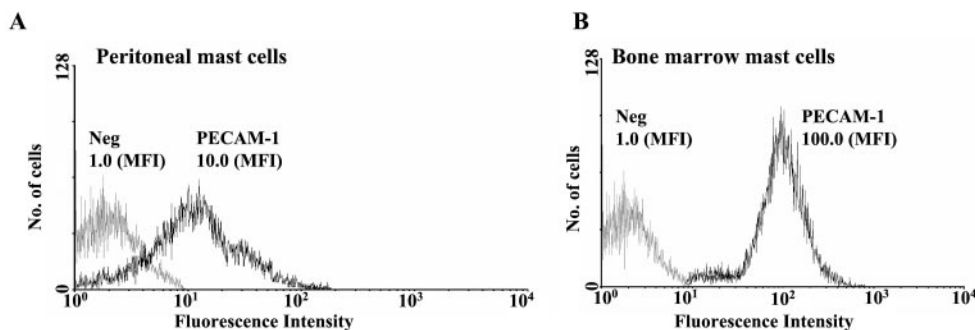 A
Peritoneal mast cells
128
Neg
1.0 (MFI)
PECAM-1
10.0 (MFI)
No. of cells
0
10⁰ 10¹ 10² 10³ 10⁴
Fluorescence Intensity
B
Bone marrow mast cells
128
Neg
1.0 (MFI)
PECAM-1
100.0 (MFI)
No. of cells
0
10⁰ 10¹ 10² 10³ 10⁴
Fluorescence Intensity